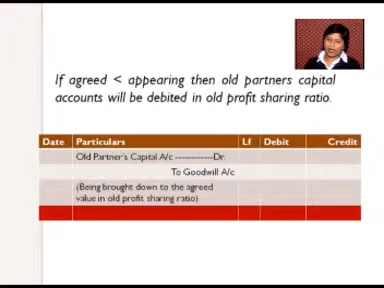 If agreed < appearing then old partners capital
accounts will be debited in old profit sharing ratio.
Date Particulars Lf Debit Credit
Old Partner's Capital A/c ------------Dr.
To Goodwill A/c
(Being brought down to the agreed
value in old profit sharing ratio)